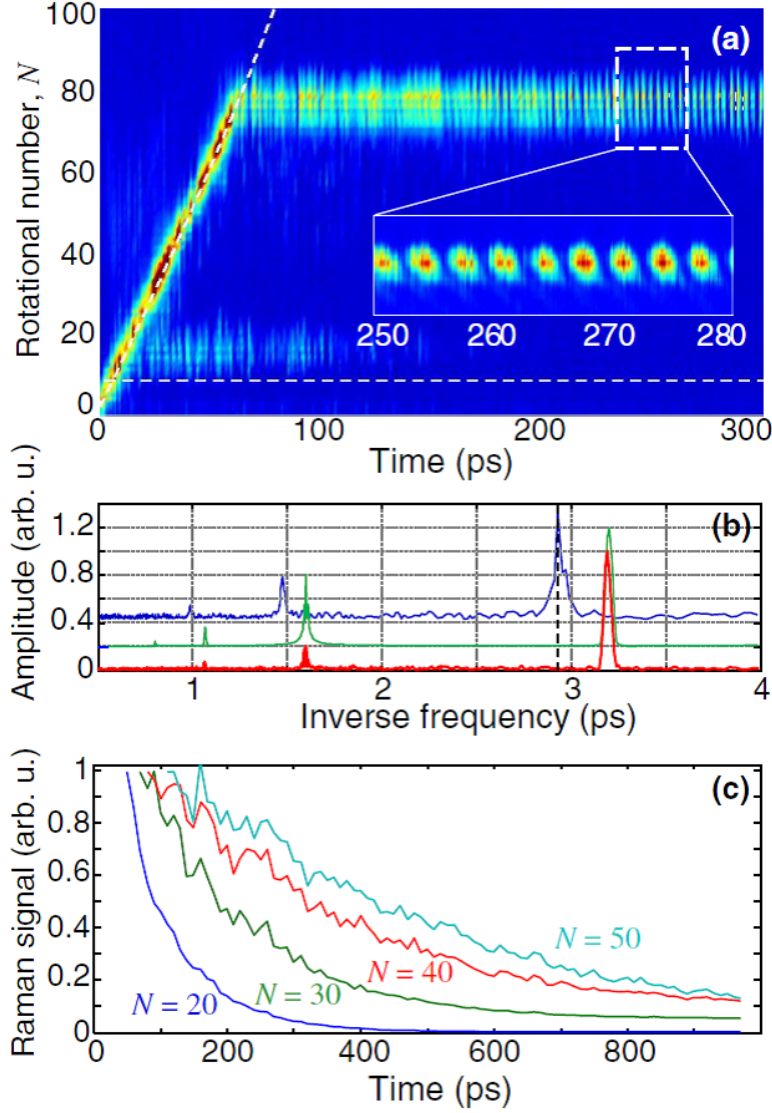 100
80
60
40
20
0
Rotational number, N
(a)
250 260 270 280
0 100 200 300
Time (ps)
1.2
0.8
0.4
0
Amplitude (arb. u.)
(b)
1 2 3 4
Inverse frequency (ps)
1
0.8
0.6
0.4
0.2
0
Raman signal (arb. u.)
(c)
N = 50
N = 40
N = 30
N = 20
0 200 400 600 800
Time (ps)